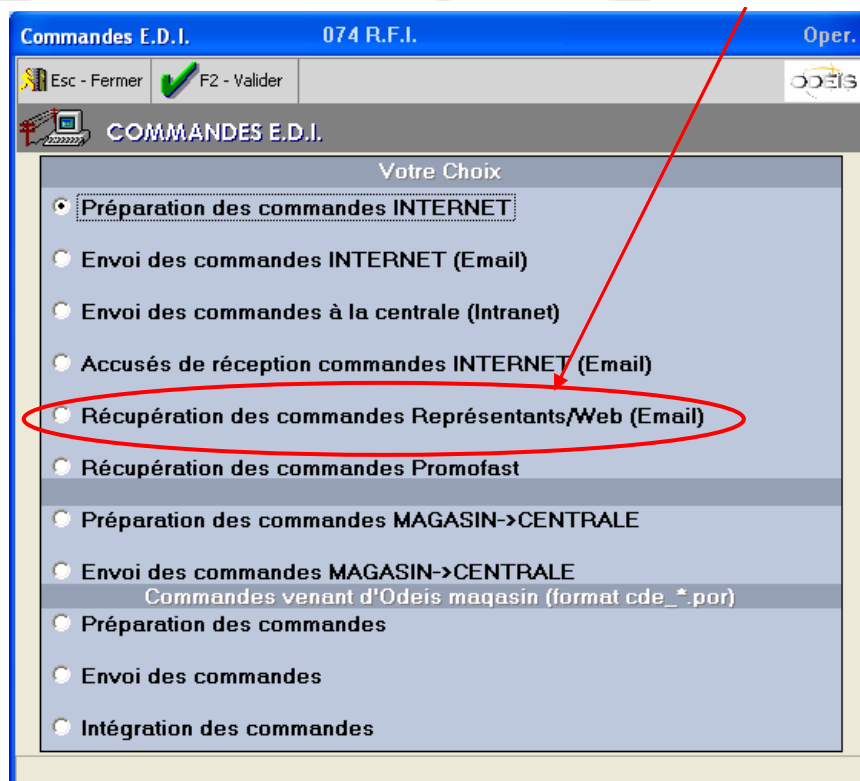 Commandes E.D.I. 074 R.F.I. Oper.
Esc - Fermer F2 - Valider ODEIS
COMMANDES E.D.I.
Votre Choix
Préparation des commandes INTERNET
Envoi des commandes INTERNET (Email)
Envoi des commandes à la centrale (Intranet)
Accusés de réception commandes INTERNET (Email)
Récupération des commandes Représentants/Web (Email)
Récupération des commandes Promofast
Préparation des commandes MAGASIN->CENTRALE
Envoi des commandes MAGASIN->CENTRALE
Commandes venant d'Odeis magasin (format cde_*.por)
Préparation des commandes
Envoi des commandes
Intégration des commandes